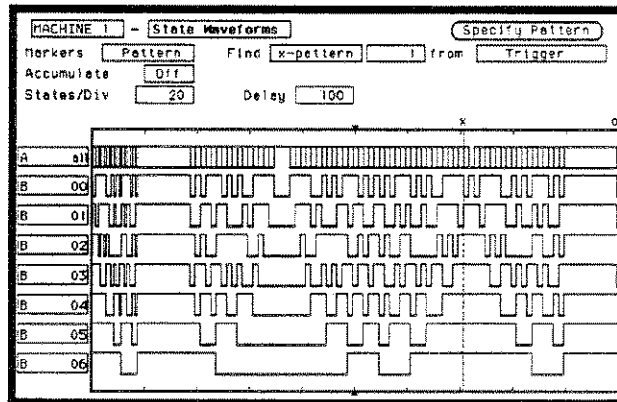 MACHINE 1 - State Waveforms Specify Pattern
Markers Pattern Find x-pattern 1 from Trigger
Accumulate Off
States/Div 20 Delay 100
X O
A all
B 00
B 01
B 02
B 03
B 04
B 05
B 06